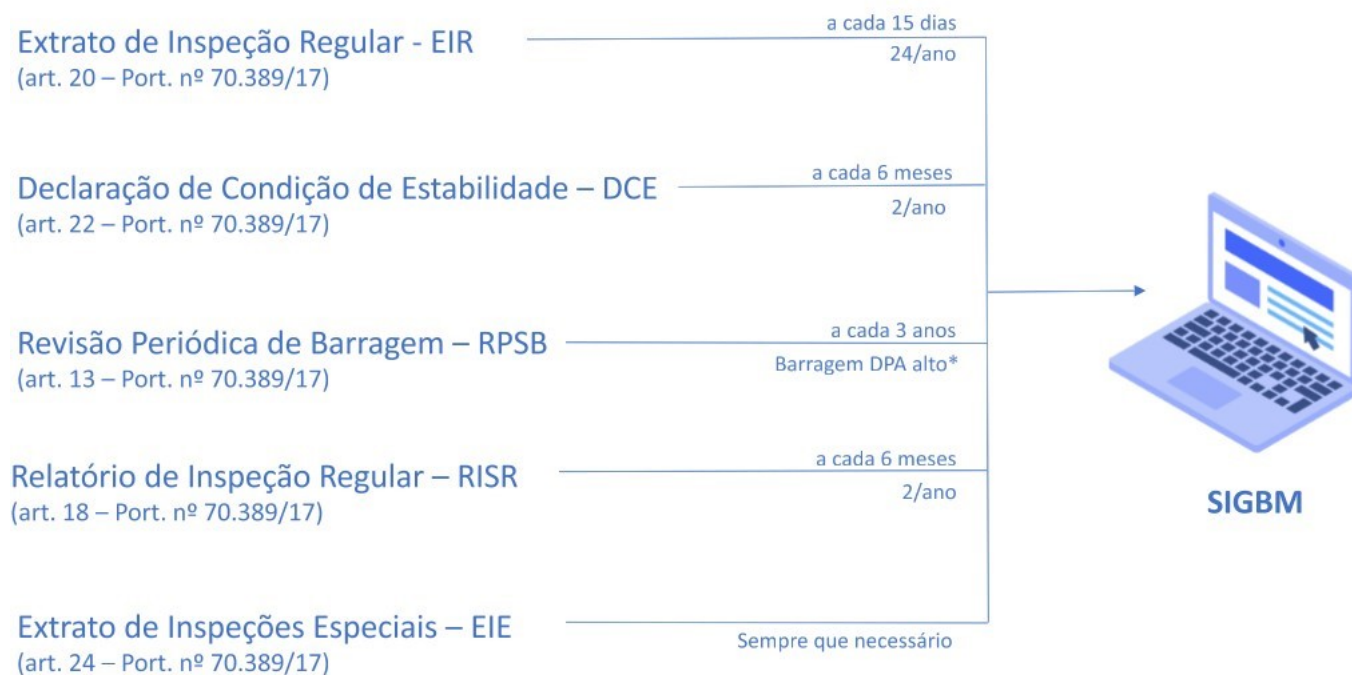 Extrato de Inspeção Regular - EIR
(art. 20 – Port. nº 70.389/17)
a cada 15 dias
24/ano
Declaração de Condição de Estabilidade – DCE
(art. 22 – Port. nº 70.389/17)
a cada 6 meses
2/ano
Revisão Periódica de Barragem – RPSB
(art. 13 – Port. nº 70.389/17)
a cada 3 anos
Barragem DPA alto*
Relatório de Inspeção Regular – RISR
(art. 18 – Port. nº 70.389/17)
a cada 6 meses
2/ano
Extrato de Inspeções Especiais – EIE
(art. 24 – Port. nº 70.389/17)
Sempre que necessário
SIGBM